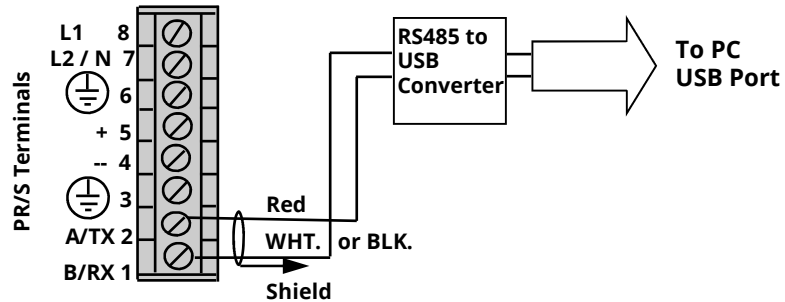 PR/S Terminals
L1 8
L2 / N 7
6
+ 5
-- 4
3
A/TX 2
B/RX 1
Red
WHT. or BLK.
Shield
RS485 to
USB
Converter
To PC
USB Port